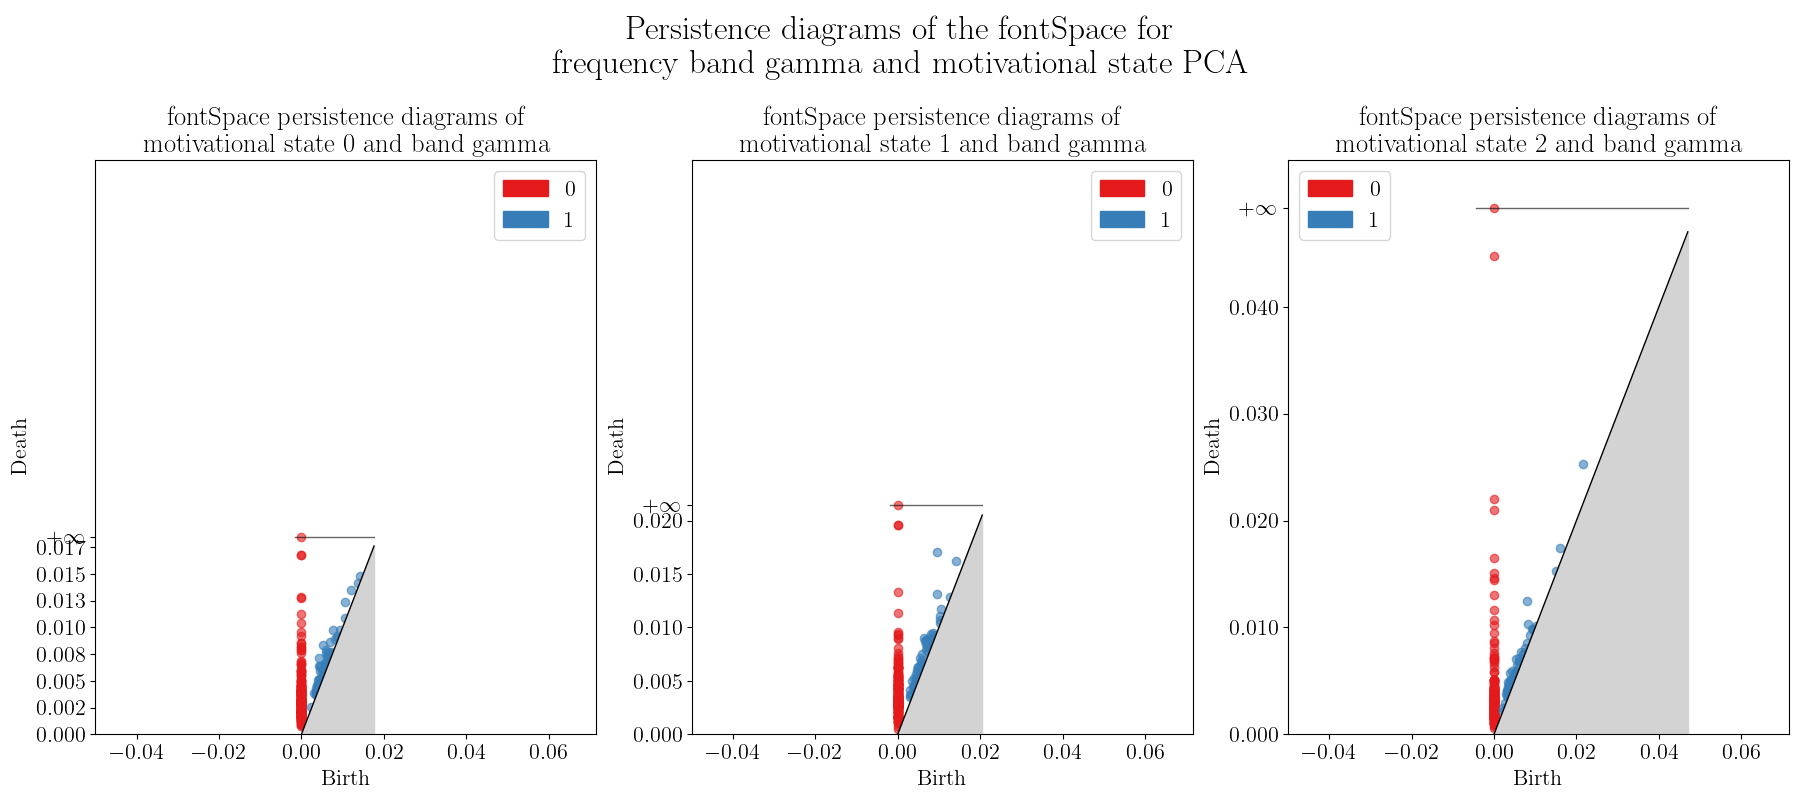 Persistence diagrams of the fontSpace for
frequency band gamma and motivational state PCA
fontSpace persistence diagrams of
motivational state 0 and band gamma
0
1
+∞
0.017
0.015
0.013
0.010
0.008
0.005
0.002
0.000
Death
−0.04 −0.02 0.00 0.02 0.04 0.06
Birth
fontSpace persistence diagrams of
motivational state 1 and band gamma
0
1
+∞
0.020
0.015
0.010
0.005
0.000
Death
−0.04 −0.02 0.00 0.02 0.04 0.06
Birth
fontSpace persistence diagrams of
motivational state 2 and band gamma
0
1
+∞
0.040
0.030
0.020
0.010
0.000
Death
−0.04 −0.02 0.00 0.02 0.04 0.06
Birth